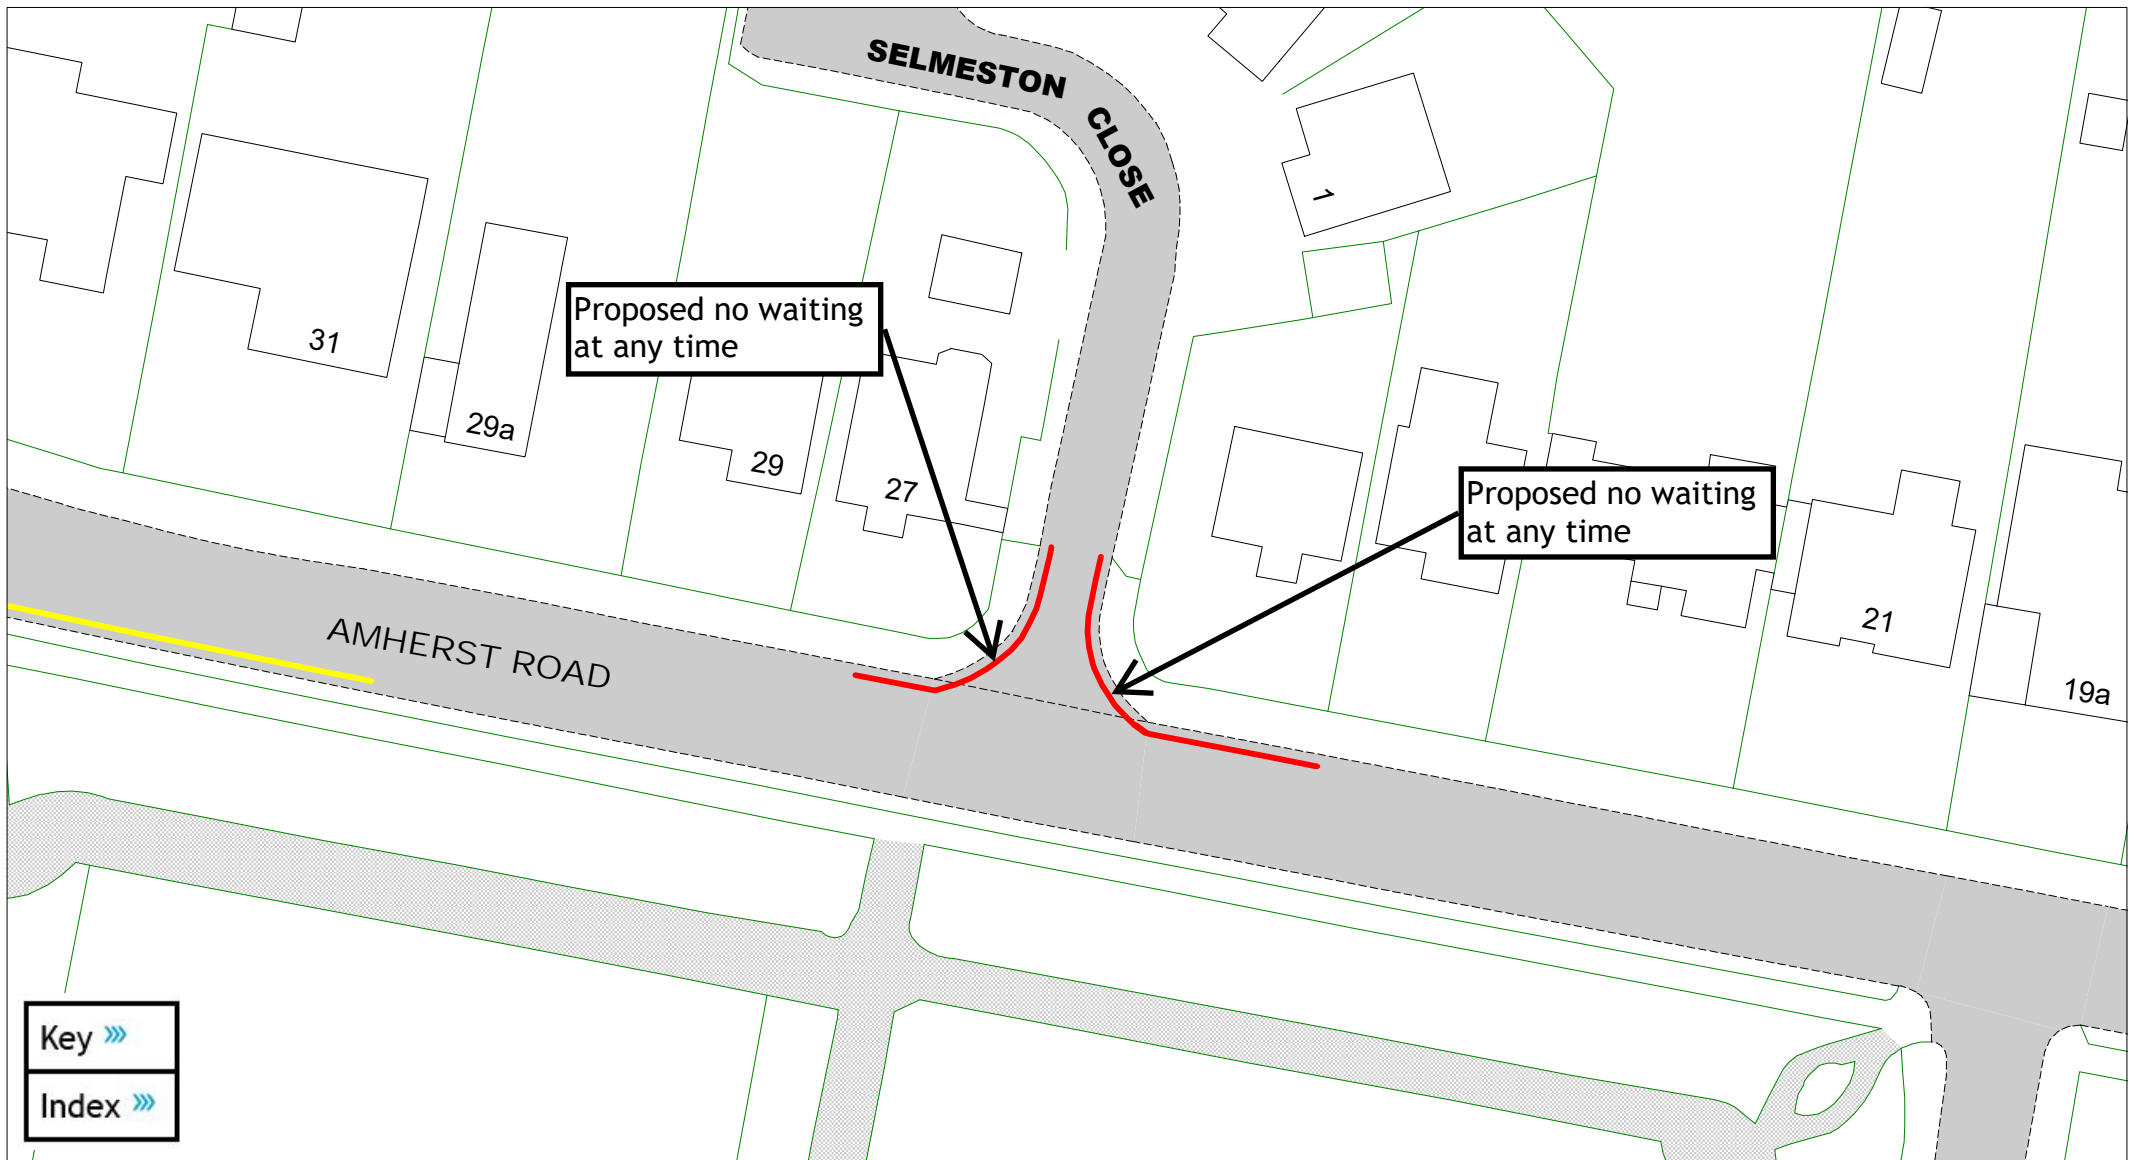 SELMESTON
CLOSE
1
Proposed no waiting
at any time
31
29a
29
27
Proposed no waiting
at any time
21
19a
AMHERST ROAD
Key »»
Index »»